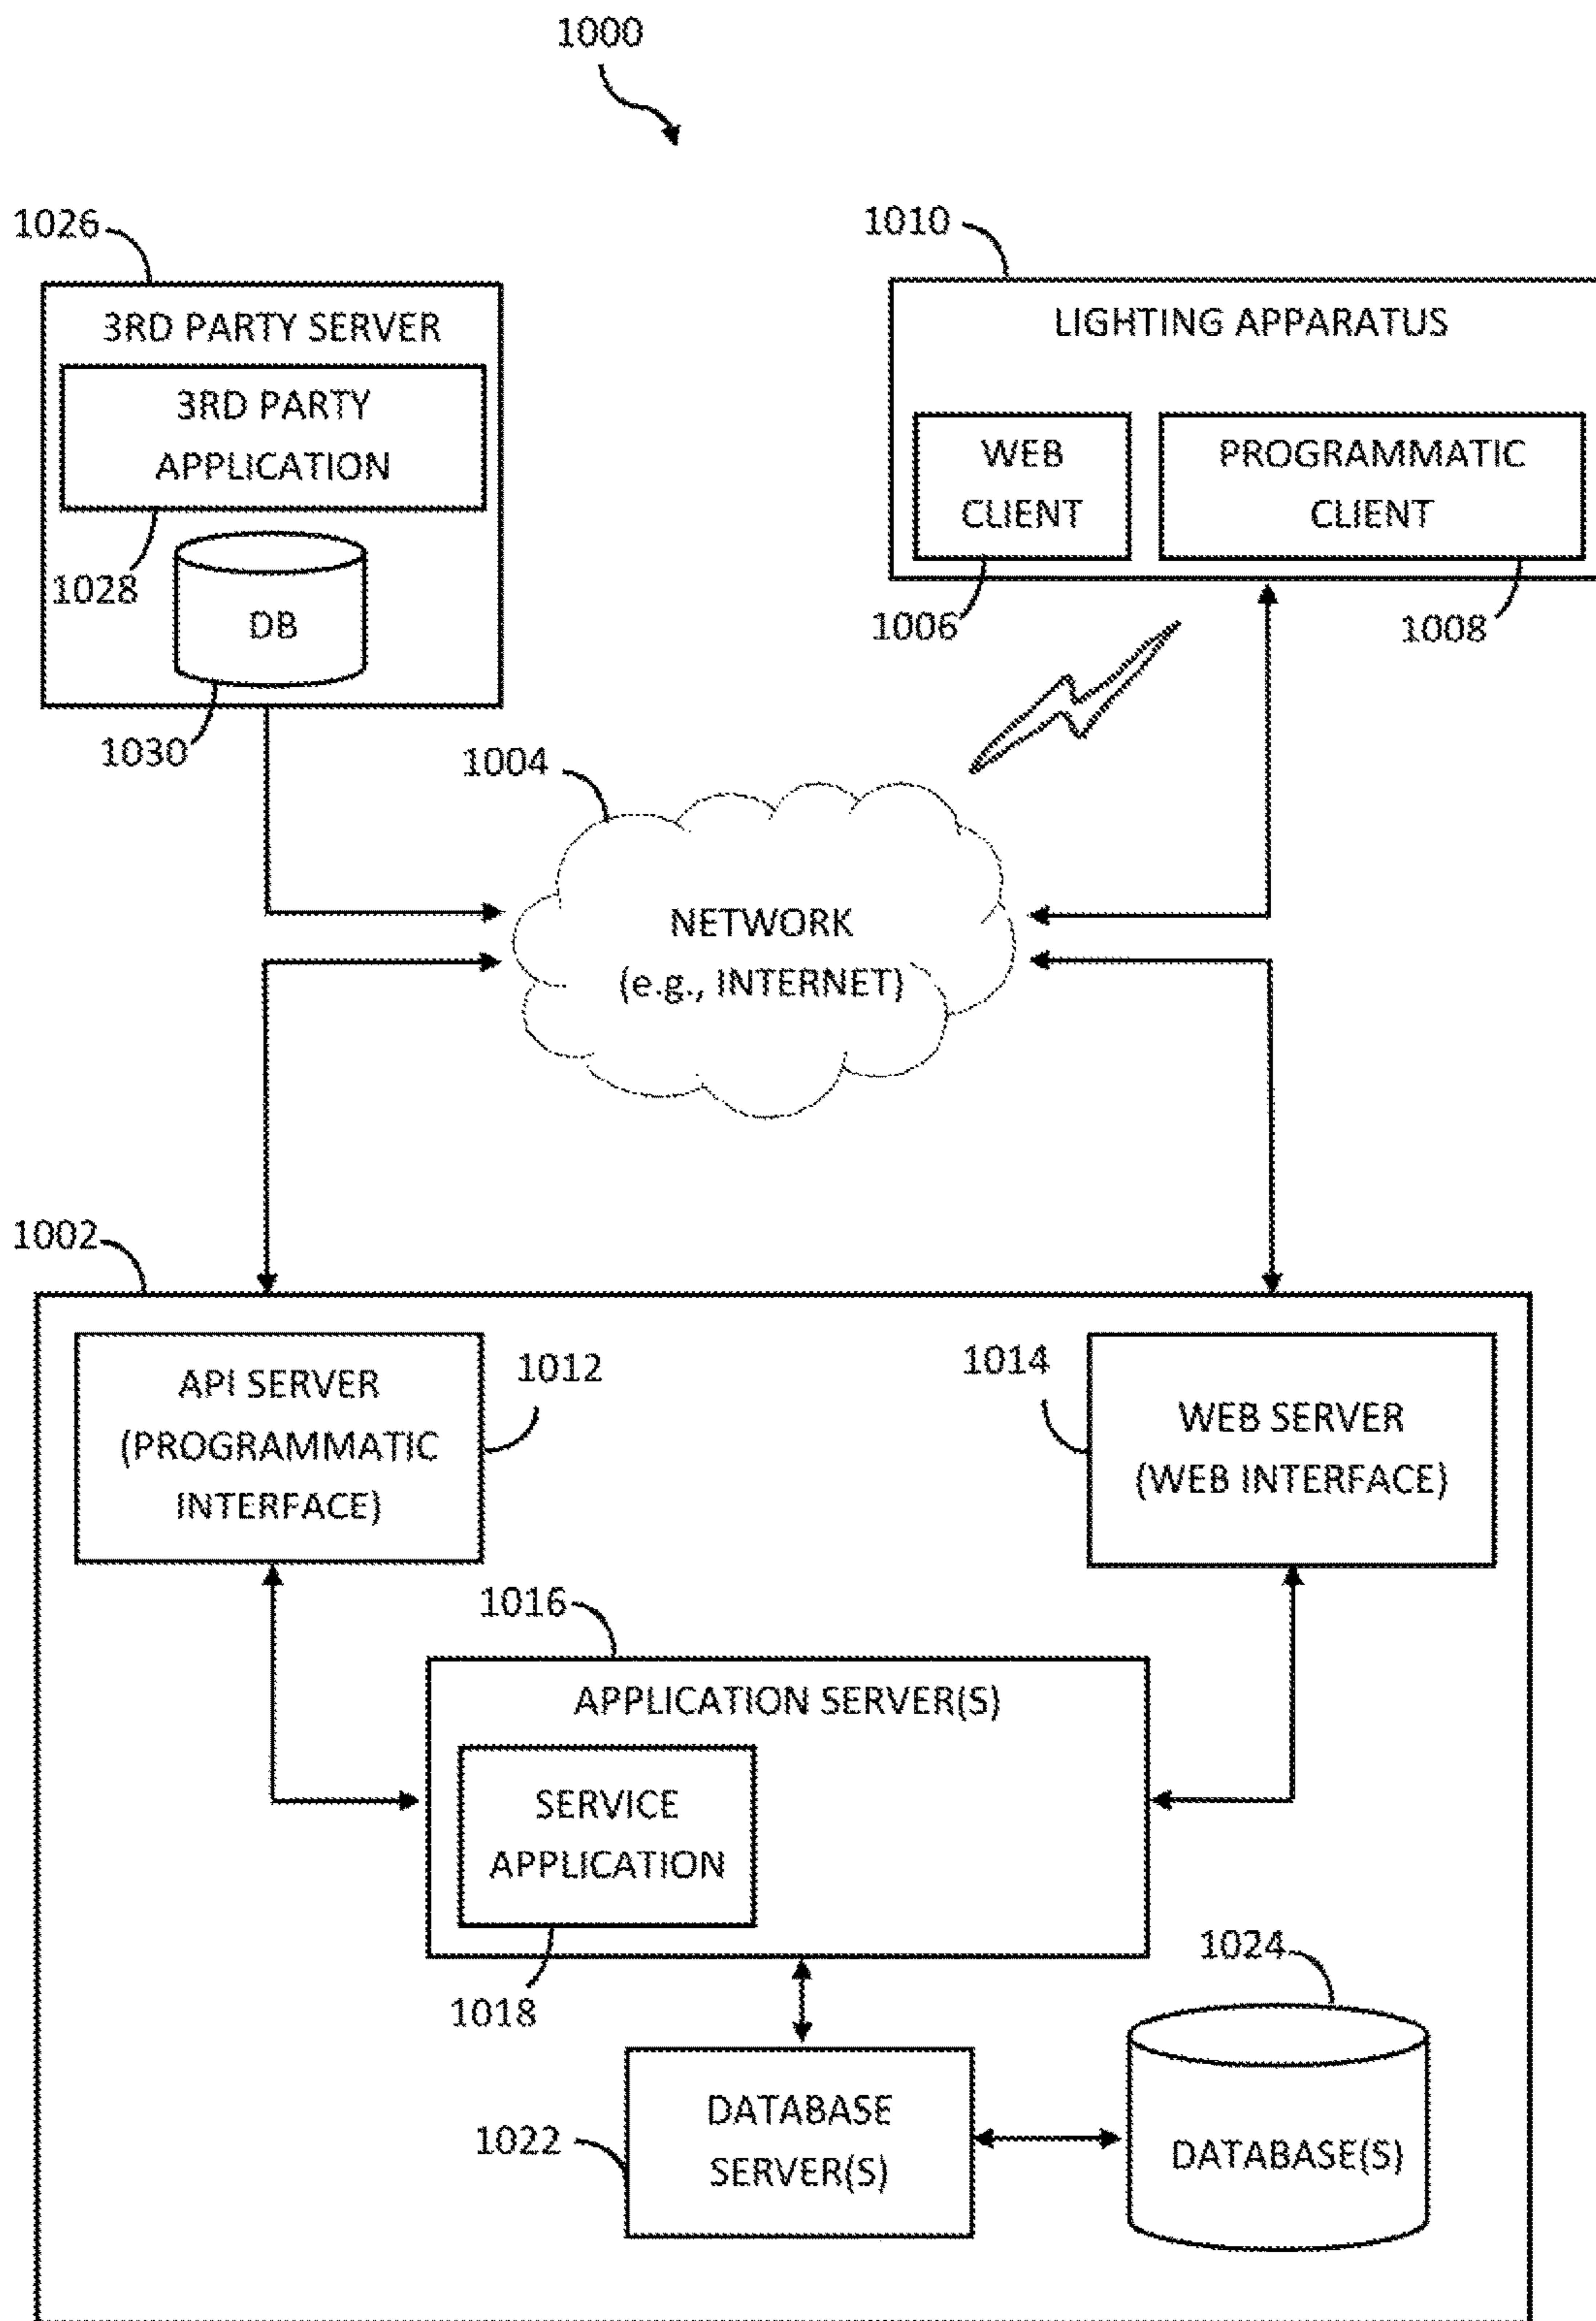 1000
1026
1010
3RD PARTY SERVER
3RD PARTY
APPLICATION
1028
DB
1030
LIGHTING APPARATUS
WEB
CLIENT
PROGRAMMATIC
CLIENT
1006
1008
1004
NETWORK
(e.g., INTERNET)
1002
API SERVER
(PROGRAMMATIC
INTERFACE)
1012
1014
WEB SERVER
(WEB INTERFACE)
1016
APPLICATION SERVER(S)
SERVICE
APPLICATION
1018
1024
1022
DATABASE
SERVER(S)
DATABASE(S)